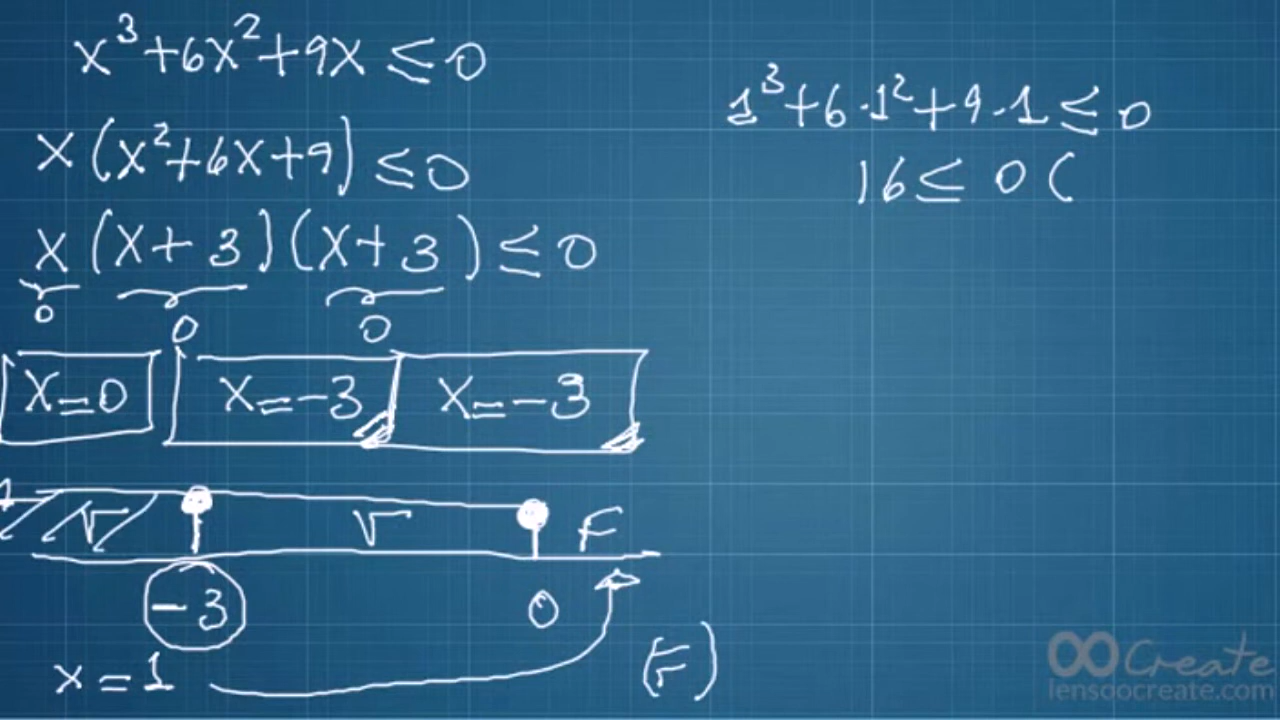 x³+6x²+9x ≤ 0
x(x²+6x+9) ≤ 0
x(x+3)(x+3) ≤ 0
0 0 0
x=0 x=-3 x=-3
V V F
-3 0
x=1 (F)
1³+6·1²+9·1 ≤ 0
16 ≤ 0 (
Create
lensoocreate.com